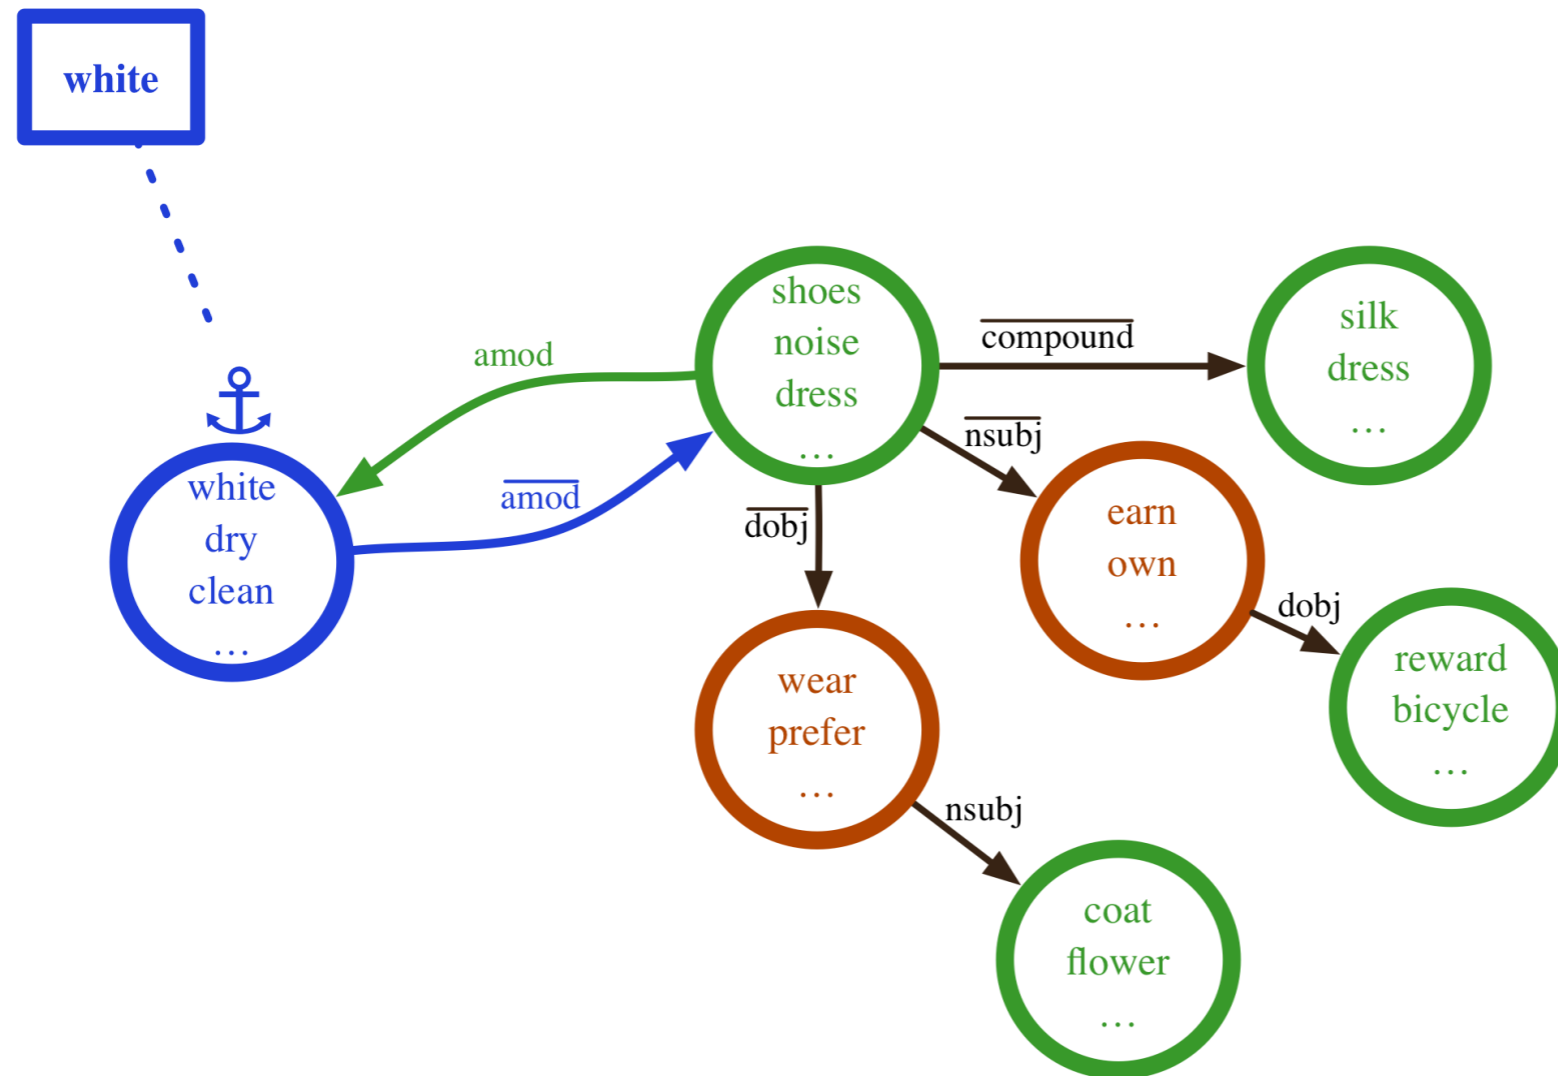 white
amod
white
dry
clean
…
amod
shoes
noise
dress
…
compound
silk
dress
…
nsubj
earn
own
…
dobj
reward
bicycle
…
dobj
wear
prefer
…
nsubj
coat
flower
…